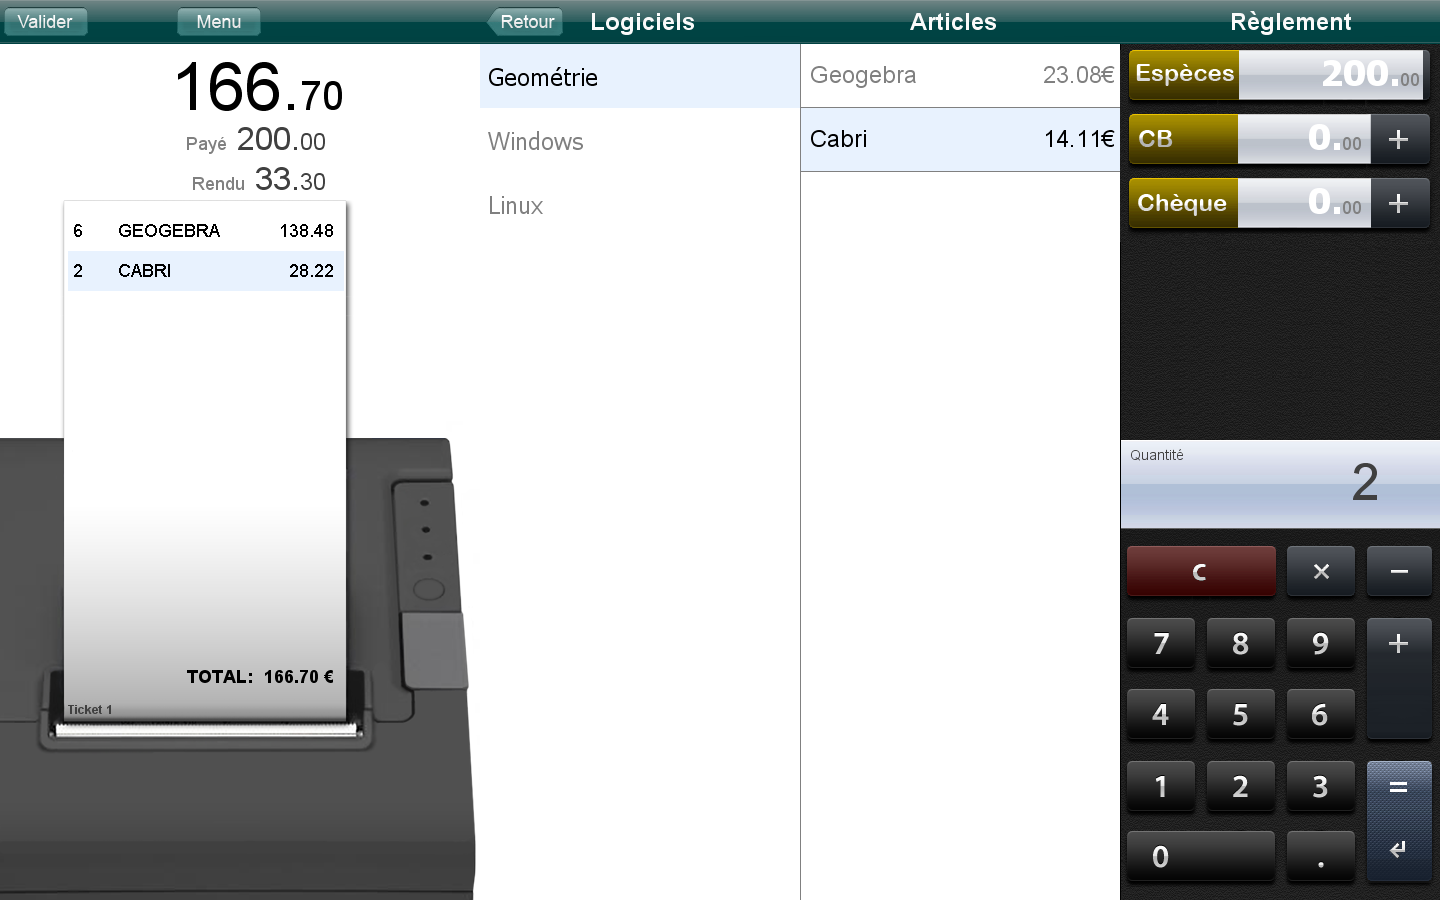 Valider
Menu
Retour
Logiciels
Articles
Règlement
166.70
Payé 200.00
Rendu 33.30
6 GEOGEBRA 138.48
2 CABRI 28.22
TOTAL: 166.70 €
Ticket 1
Geométrie
Windows
Linux
Geogebra 23.08€
Cabri 14.11€
Espèces 200.00
CB 0.00 +
Chèque 0.00 +
Quantité
2
C × −
7 8 9 +
4 5 6
1 2 3 =
0 . ↵